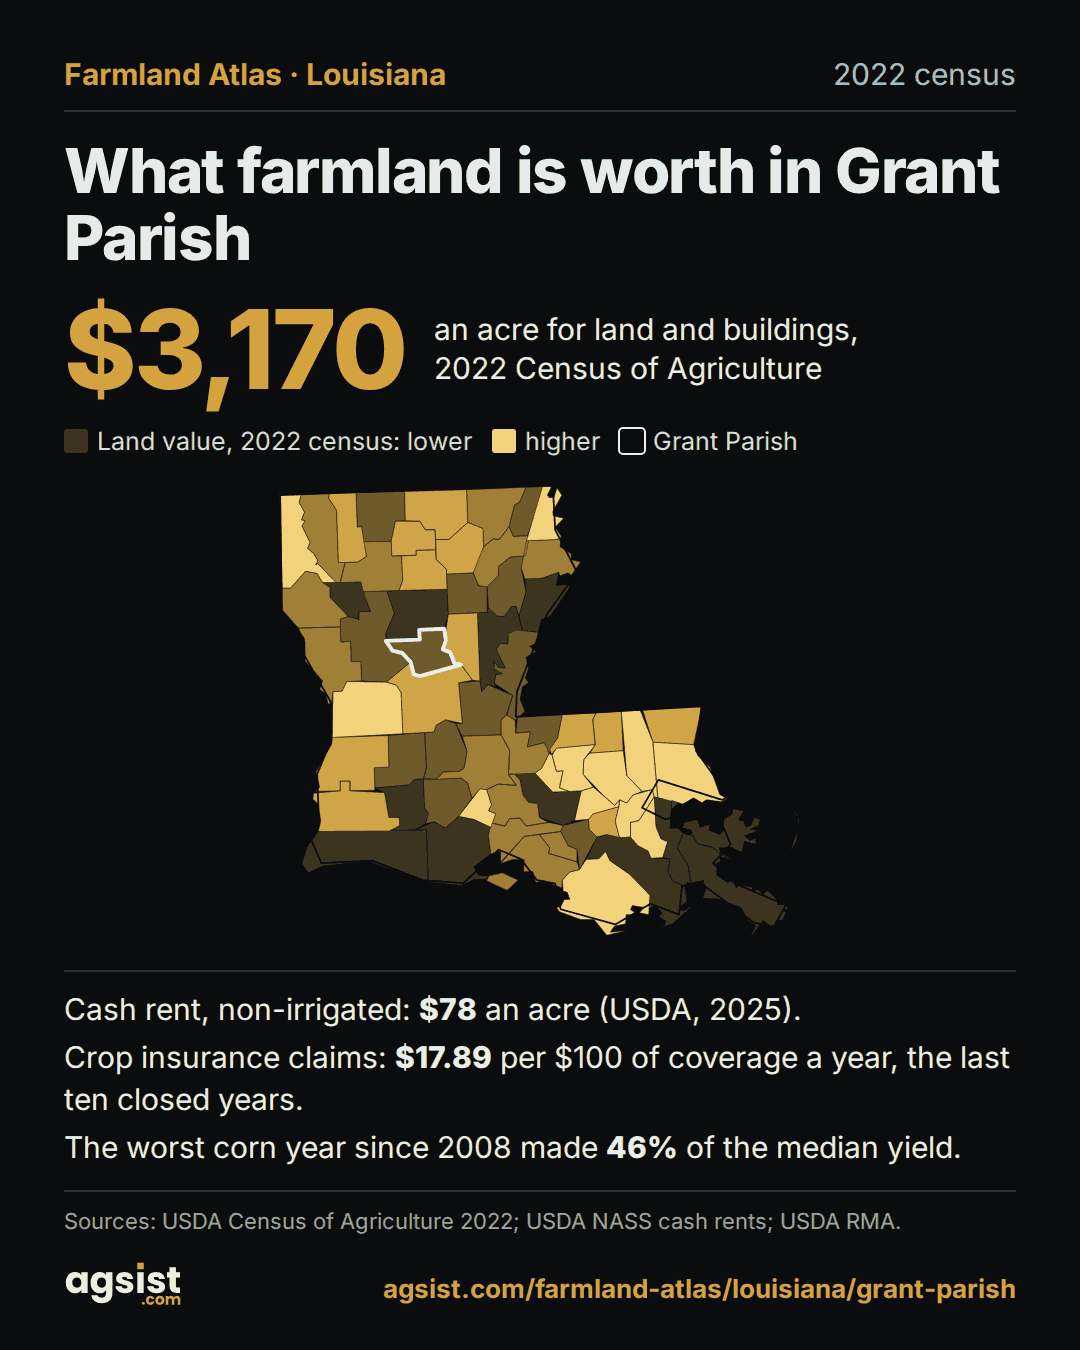 Farmland Atlas · Louisiana
2022 census
What farmland is worth in Grant
Parish
$3,170
an acre for land and buildings,
2022 Census of Agriculture
Land value, 2022 census: lower
higher
Grant Parish
Cash rent, non-irrigated: $78 an acre (USDA, 2025).
Crop insurance claims: $17.89 per $100 of coverage a year, the last
ten closed years.
The worst corn year since 2008 made 46% of the median yield.
Sources: USDA Census of Agriculture 2022; USDA NASS cash rents; USDA RMA.
agsist
.com
agsist.com/farmland-atlas/louisiana/grant-parish